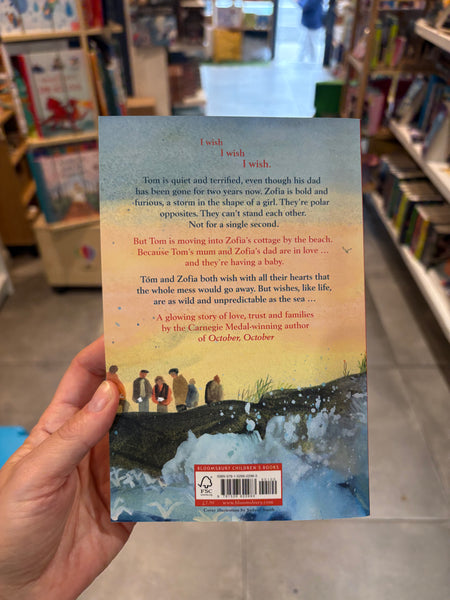 I wish
I wish
I wish.
Tom is quiet and terrified, even though his dad
has been gone for two years now. Zofia is bold and
furious, a storm in the shape of a girl. They're polar
opposites. They can't stand each other.
Not for a single second.
But Tom is moving into Zofia's cottage by the beach.
Because Tom's mum and Zofia's dad are in love ...
and they're having a baby.
Tom and Zofia both wish with all their hearts that
the whole mess would go away. But wishes, like life,
are as wild and unpredictable as the sea ...
A glowing story of love, trust and families
by the Carnegie Medal-winning author
of October, October
BLOOMSBURY CHILDREN'S BOOKS
FSC
£7.99
www.bloomsbury.com
Cover illustration by